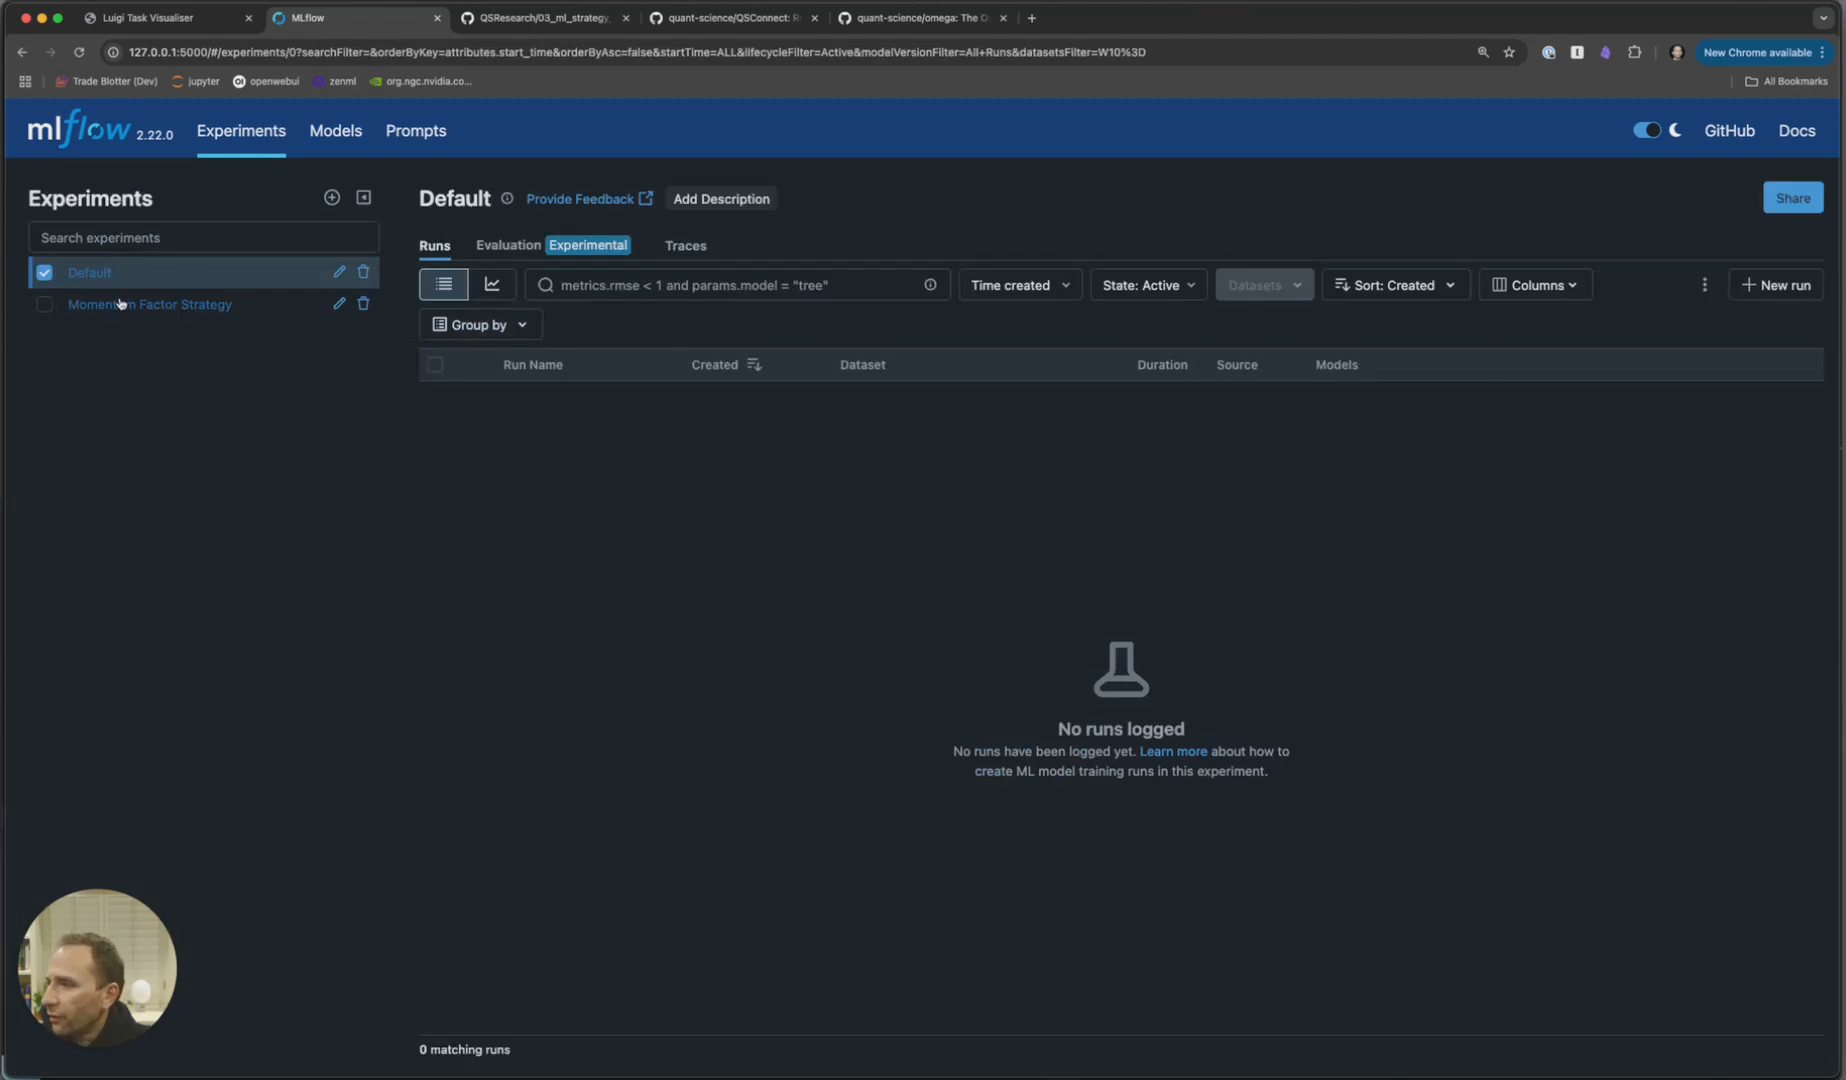 Luigi Task Visualiser
MLflow
QSResearch/03_ml_strategy_
quant-science/QSConnect: R
quant-science/omega: The O
127.0.0.1:5000/#/experiments/0?searchFilter=&orderByKey=attributes.start_time&orderByAsc=false&startTime=ALL&lifecycleFilter=Active&modelVersionFilter=All+Runs&datasetsFilter=W10%3D
New Chrome available
Trade Blotter (Dev) jupyter openwebui zenml org.ngc.nvidia.co...
All Bookmarks
mlflow 2.22.0 Experiments Models Prompts
GitHub Docs
Experiments
Search experiments
Default
Momentum Factor Strategy
Default Provide Feedback Add Description
Share
Runs Evaluation Experimental Traces
metrics.rmse < 1 and params.model = "tree"
Time created State: Active Datasets Sort: Created Columns
New run
Group by
Run Name Created Dataset Duration Source Models
No runs logged
No runs have been logged yet. Learn more about how to
create ML model training runs in this experiment.
0 matching runs